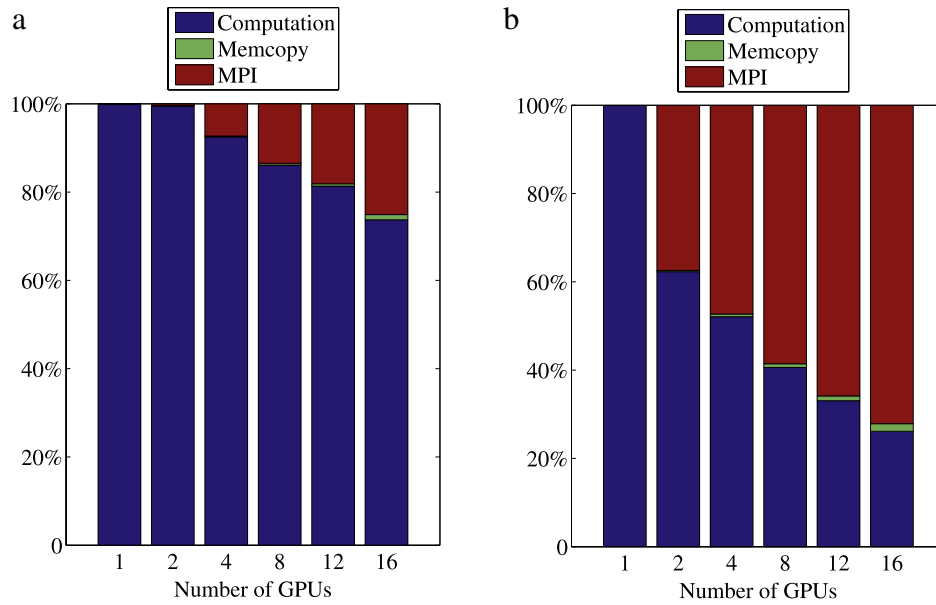 a
Computation
Memcopy
MPI
100%
80%
60%
40%
20%
0
1 2 4 8 12 16
Number of GPUs
b
Computation
Memcopy
MPI
100%
80%
60%
40%
20%
0
1 2 4 8 12 16
Number of GPUs